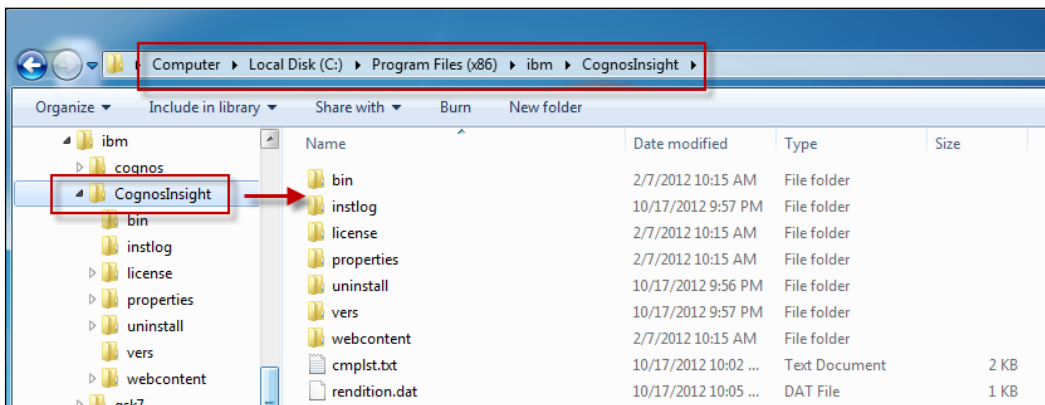 Computer Local Disk (C:) Program Files (x86) ibm CognosInsight
Organize Include in library Share with Burn New folder
ibm
cognos
CognosInsight
bin
instlog
license
properties
uninstall
vers
webcontent
gsk7
Name Date modified Type Size
bin 2/7/2012 10:15 AM File folder
instlog 10/17/2012 9:57 PM File folder
license 2/7/2012 10:15 AM File folder
properties 2/7/2012 10:15 AM File folder
uninstall 10/17/2012 9:56 PM File folder
vers 10/17/2012 9:57 PM File folder
webcontent 2/7/2012 10:15 AM File folder
cmplst.txt 10/17/2012 10:02 ... Text Document 2 KB
rendition.dat 10/17/2012 10:05 ... DAT File 1 KB